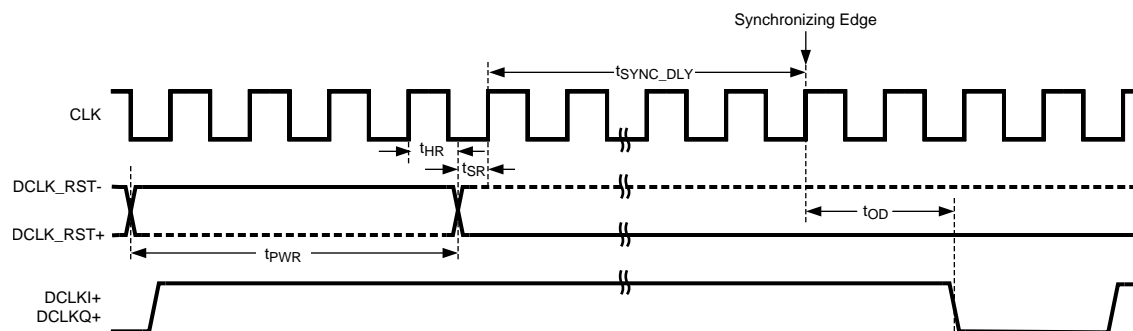 Synchronizing Edge
tSYNC_DLY
CLK
tHR
tSR
DCLK_RST-
tOD
DCLK_RST+
tPWR
DCLKI+
DCLKQ+